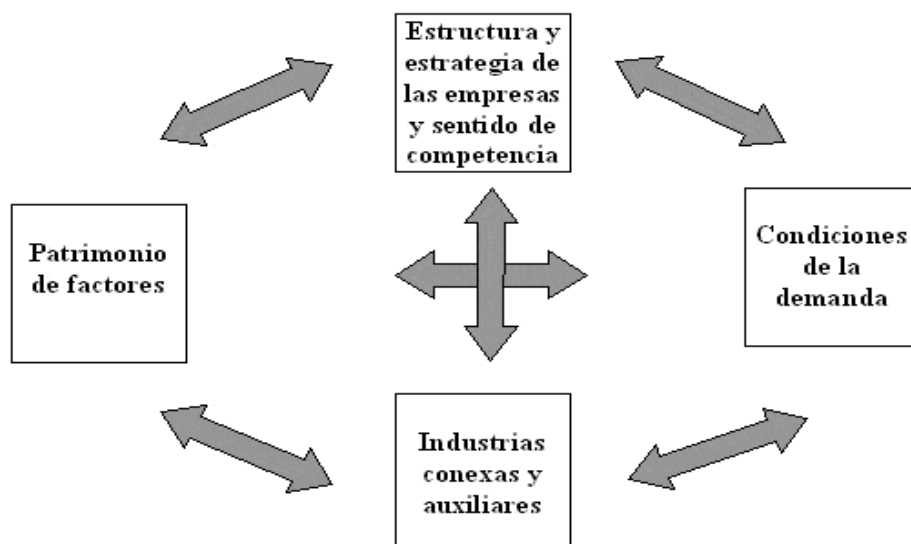 Estructura y
estrategia de
las empresas
y sentido de
competencia
Patrimonio
de factores
Condiciones
de la
demanda
Industrias
conexas y
auxiliares